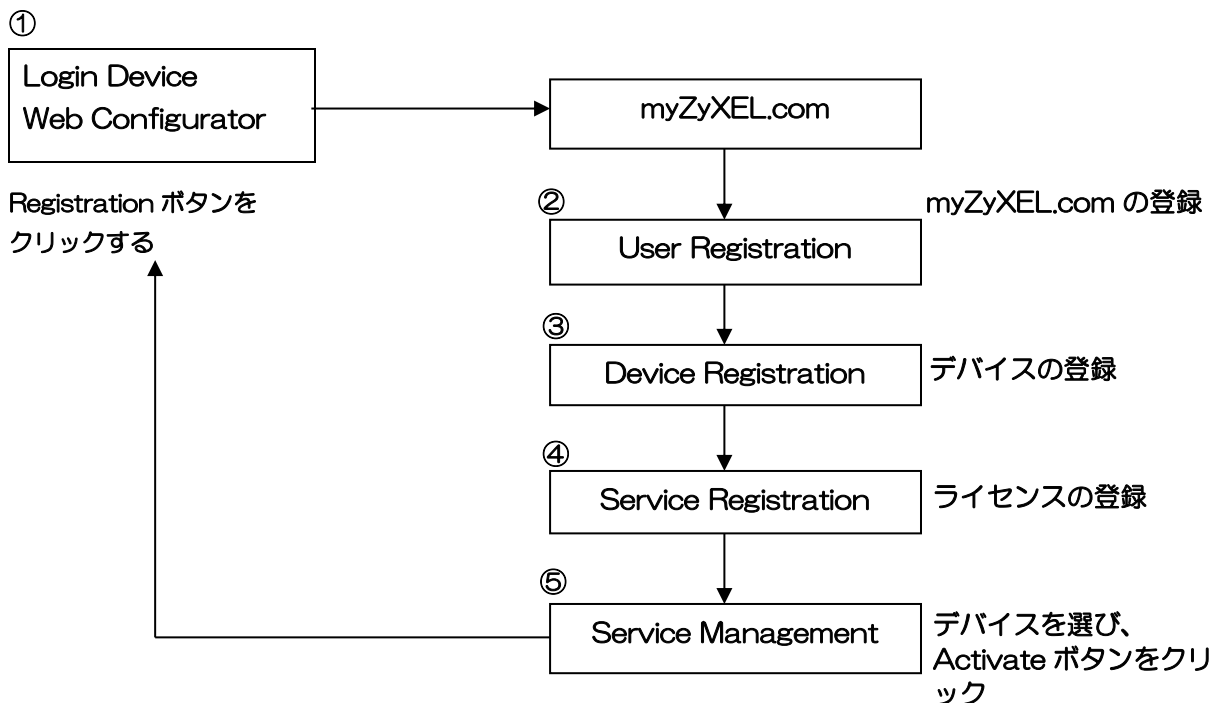 ①
Login Device
Web Configurator
myZyXEL.com
Registration ボタンを
クリックする
②
myZyXEL.com の登録
User Registration
③
Device Registration
デバイスの登録
④
Service Registration
ライセンスの登録
⑤
Service Management
デバイスを選び、
Activate ボタンをクリ
ック